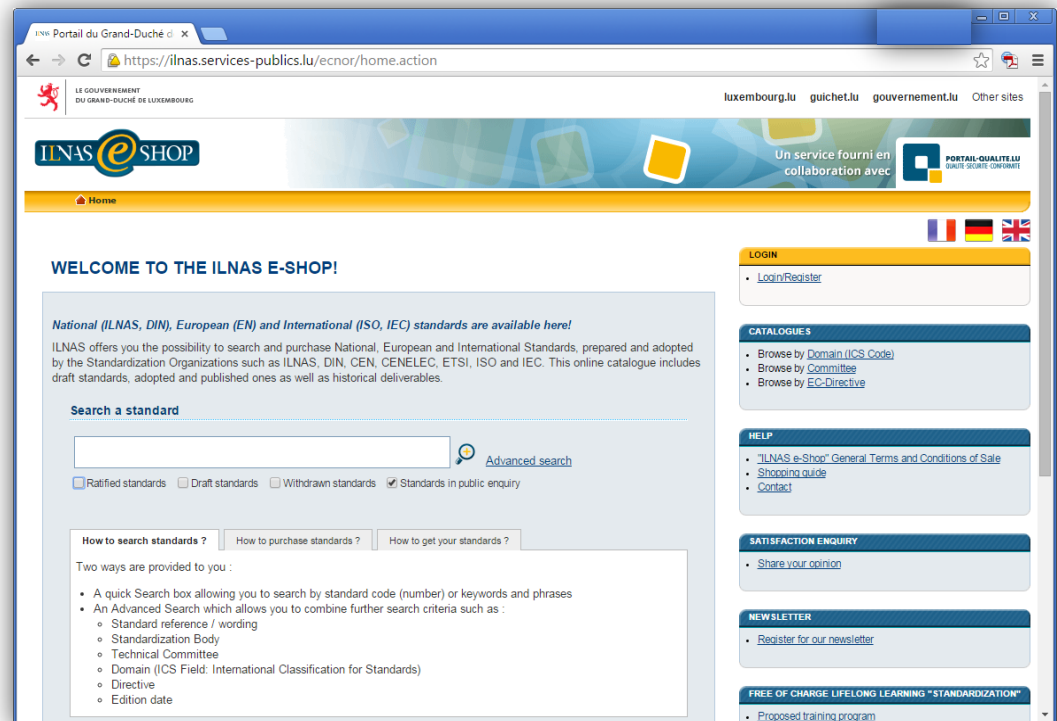 ILNAS Portail du Grand-Duché d
https://ilnas.services-publics.lu/ecnor/home.action
LE GOUVERNEMENT
DU GRAND-DUCHÉ DE LUXEMBOURG
luxembourg.lu guichet.lu gouvernement.lu Other sites
ILNAS e SHOP
Un service fourni en
collaboration avec
PORTAIL-QUALITE.LU
QUALITE·SECURITE·CONFORMITE
Home
WELCOME TO THE ILNAS E-SHOP!
National (ILNAS, DIN), European (EN) and International (ISO, IEC) standards are available here!
ILNAS offers you the possibility to search and purchase National, European and International Standards, prepared and adopted
by the Standardization Organizations such as ILNAS, DIN, CEN, CENELEC, ETSI, ISO and IEC. This online catalogue includes
draft standards, adopted and published ones as well as historical deliverables.
Search a standard
Advanced search
Ratified standards Draft standards Withdrawn standards Standards in public enquiry
How to search standards ? How to purchase standards ? How to get your standards ?
Two ways are provided to you :
• A quick Search box allowing you to search by standard code (number) or keywords and phrases
• An Advanced Search which allows you to combine further search criteria such as :
◦ Standard reference / wording
◦ Standardization Body
◦ Technical Committee
◦ Domain (ICS Field: International Classification for Standards)
◦ Directive
◦ Edition date
LOGIN
• Login/Register
CATALOGUES
• Browse by Domain (ICS Code)
• Browse by Committee
• Browse by EC-Directive
HELP
• "ILNAS e-Shop" General Terms and Conditions of Sale
• Shopping guide
• Contact
SATISFACTION ENQUIRY
• Share your opinion
NEWSLETTER
• Register for our newsletter
FREE OF CHARGE LIFELONG LEARNING "STANDARDIZATION"
• Proposed training program